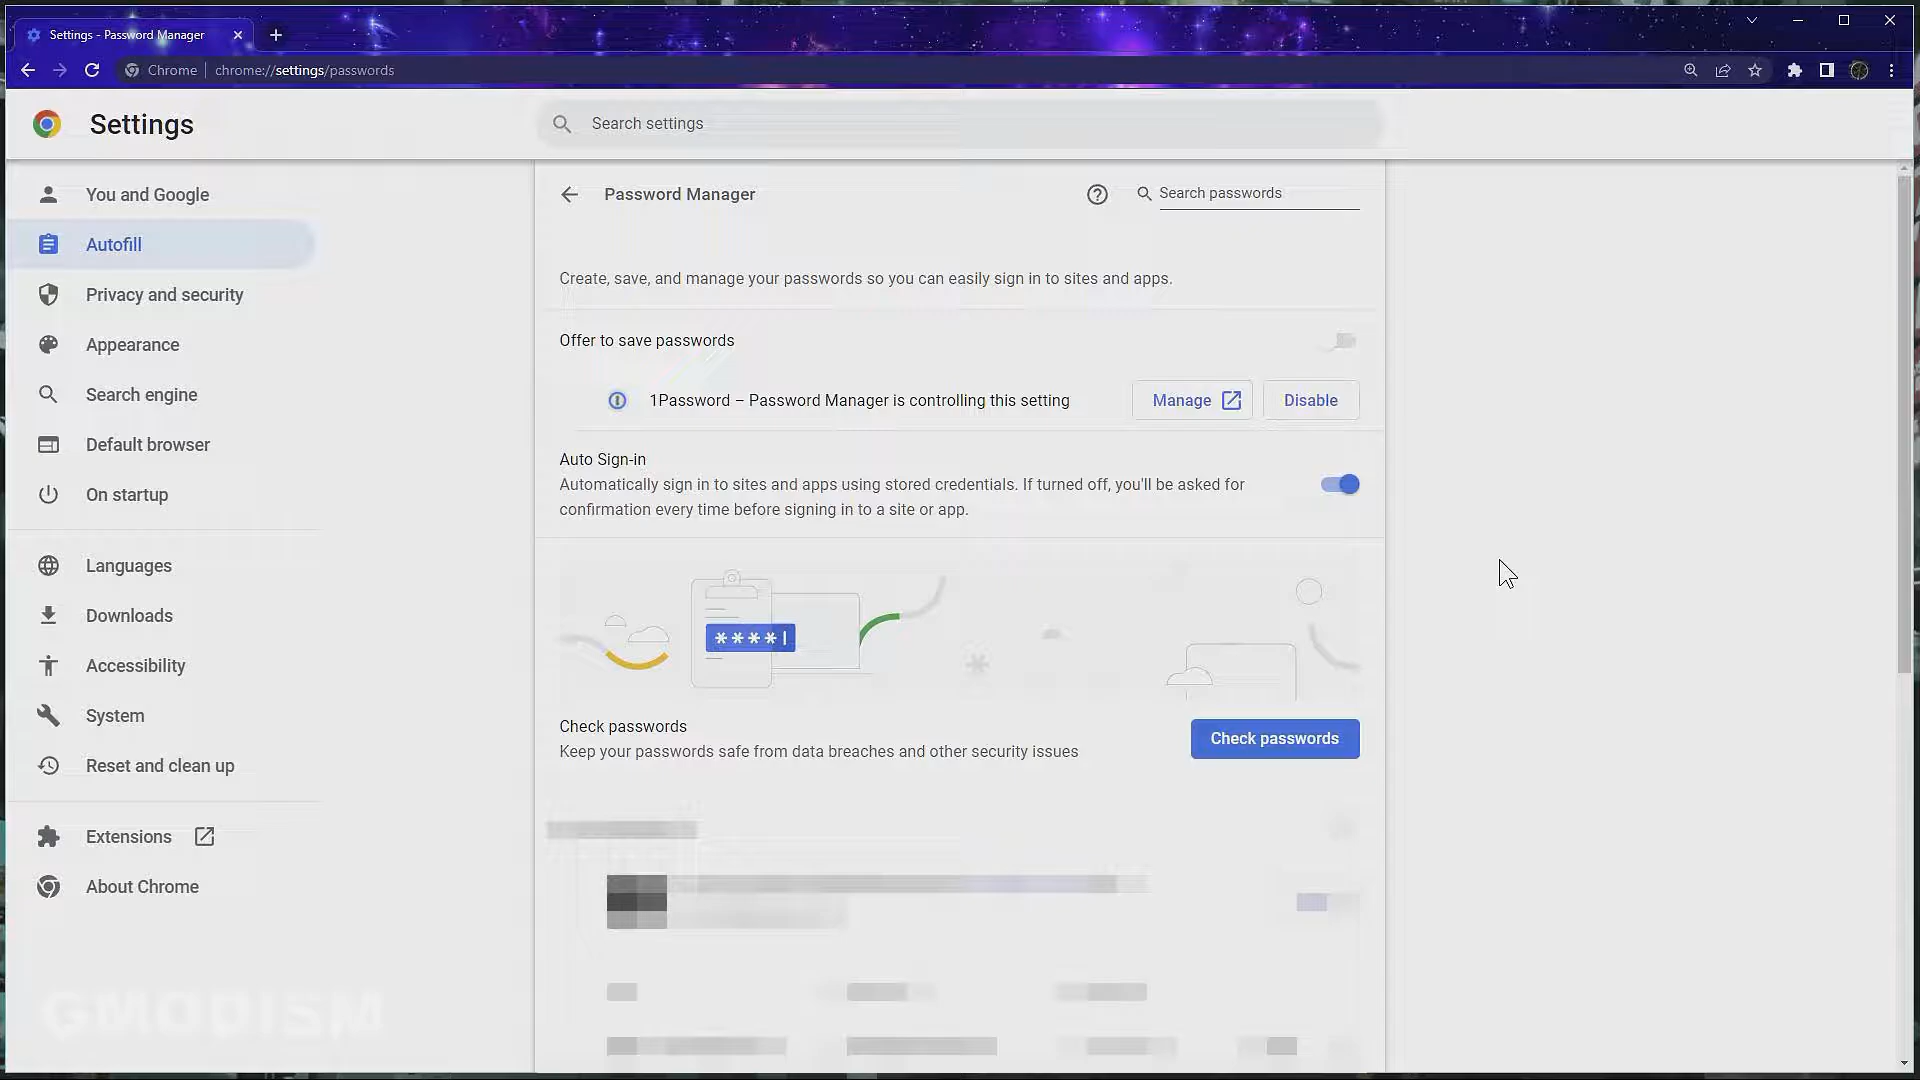 Settings - Password Manager
Chrome
chrome://settings/passwords
Settings
Search settings
You and Google
Autofill
Privacy and security
Appearance
Search engine
Default browser
On startup
Languages
Downloads
Accessibility
System
Reset and clean up
Extensions
About Chrome
Password Manager
Search passwords
Create, save, and manage your passwords so you can easily sign in to sites and apps.
Offer to save passwords
1Password – Password Manager is controlling this setting
Manage
Disable
Auto Sign-in
Automatically sign in to sites and apps using stored credentials. If turned off, you'll be asked for
confirmation every time before signing in to a site or app.
****|
Check passwords
Keep your passwords safe from data breaches and other security issues
Check passwords
GMODISM